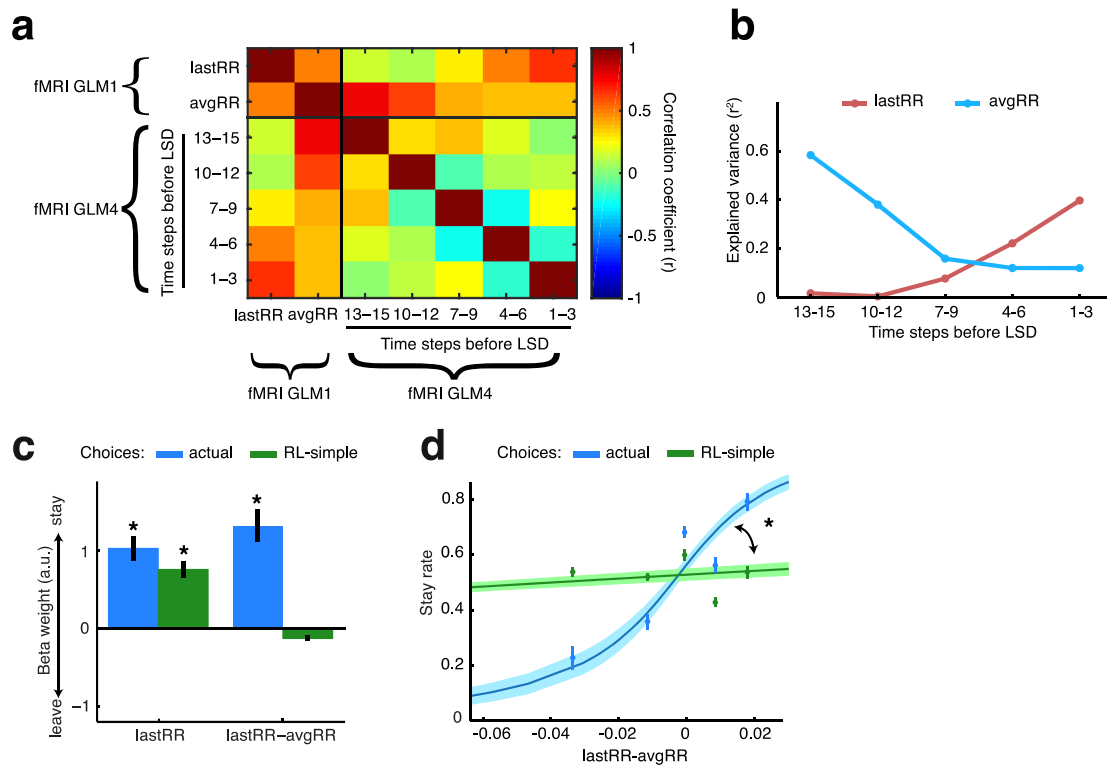 a
fMRI GLM1
lastRR
avgRR
fMRI GLM4
Time steps before LSD
13–15
10–12
7–9
4–6
1–3
lastRR avgRR 13–15 10–12 7–9 4–6 1–3
Time steps before LSD
fMRI GLM1 fMRI GLM4
1
0.5
0
-0.5
-1
Correlation coefficient (r)
b
lastRR avgRR
Explained variance (r²)
0.6
0.4
0.2
0
13-15 10-12 7-9 4-6 1-3
Time steps before LSD
c
Choices: actual RL-simple
leave Beta weight (a.u.) stay
1
0
−1
* * *
lastRR lastRR−avgRR
d
Choices: actual RL-simple
Stay rate
0.8
0.6
0.4
0.2
0
*
-0.06 -0.04 -0.02 0 0.02
lastRR-avgRR